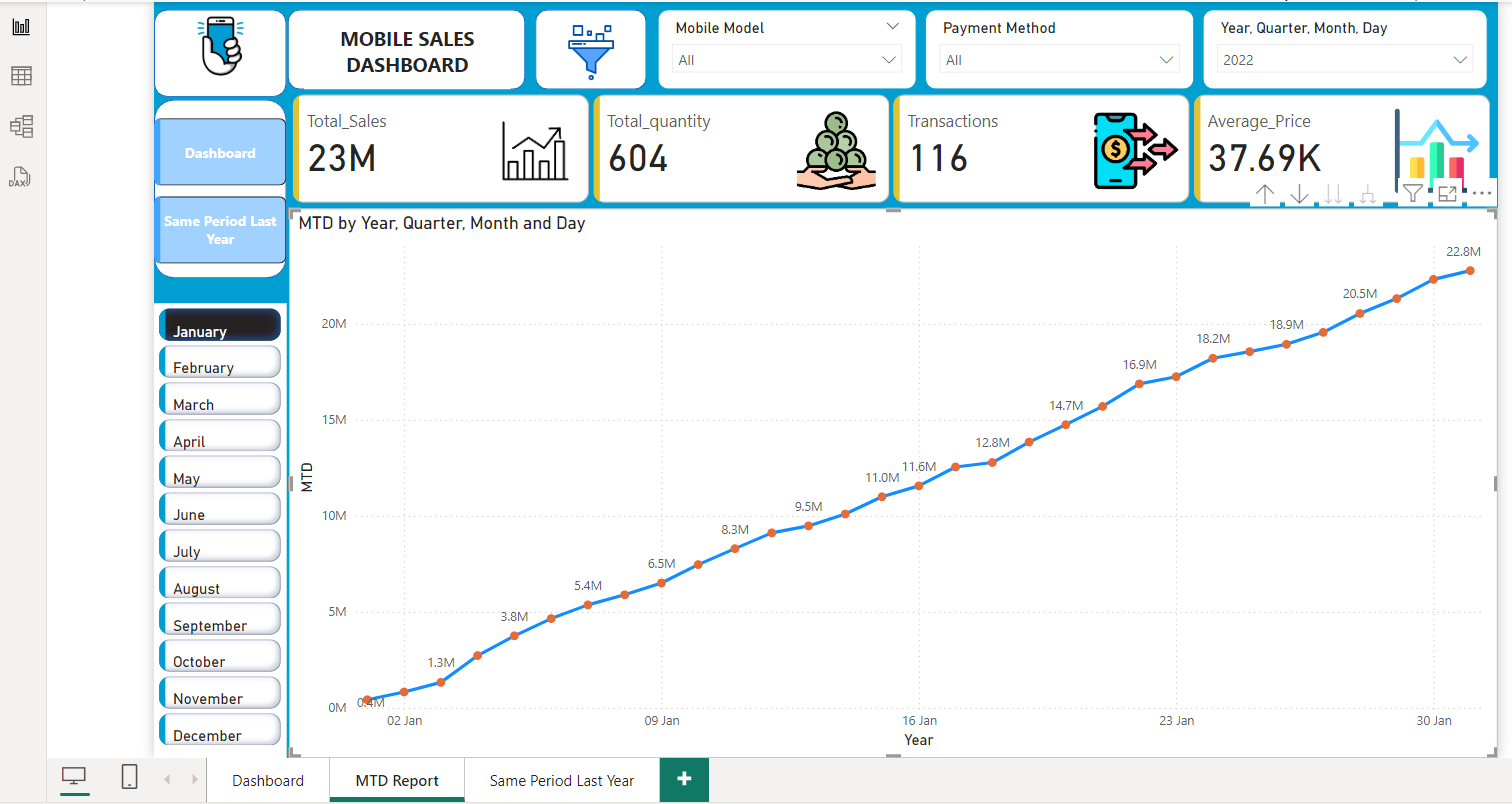 MOBILE SALES
DASHBOARD
Mobile Model
All
Payment Method
All
Year, Quarter, Month, Day
2022
Total_Sales
23M
Total_quantity
604
Transactions
116
$
Average_Price
37.69K
DAX
Dashboard
Same Period Last
Year
January
February
March
April
May
June
July
August
September
October
November
December
MTD by Year, Quarter, Month and Day
MTD
20M
15M
10M
5M
0M
0.4M
1.3M
3.8M
5.4M
6.5M
8.3M
9.5M
11.0M
11.6M
12.8M
14.7M
16.9M
18.2M
18.9M
20.5M
22.8M
02 Jan
09 Jan
16 Jan
23 Jan
30 Jan
Year
Dashboard
MTD Report
Same Period Last Year
+